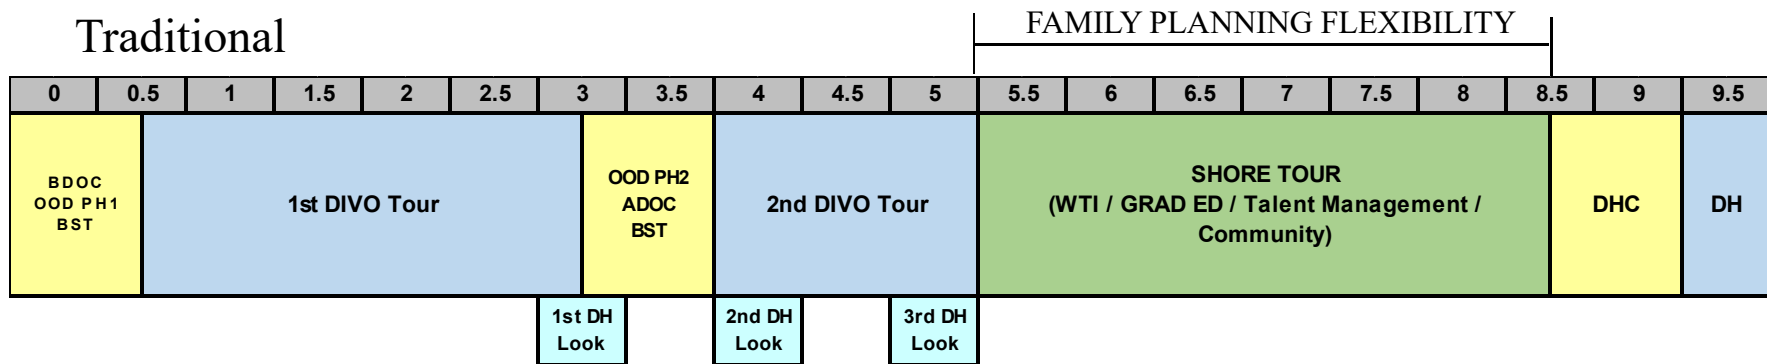 Traditional
FAMILY PLANNING FLEXIBILITY
0 0.5 1 1.5 2 2.5 3 3.5 4 4.5 5 5.5 6 6.5 7 7.5 8 8.5 9 9.5
BDOC
OOD PH1
BST
1st DIVO Tour
OOD PH2
ADOC
BST
2nd DIVO Tour
SHORE TOUR
(WTI / GRAD ED / Talent Management /
Community)
DHC
DH
1st DH
Look
2nd DH
Look
3rd DH
Look